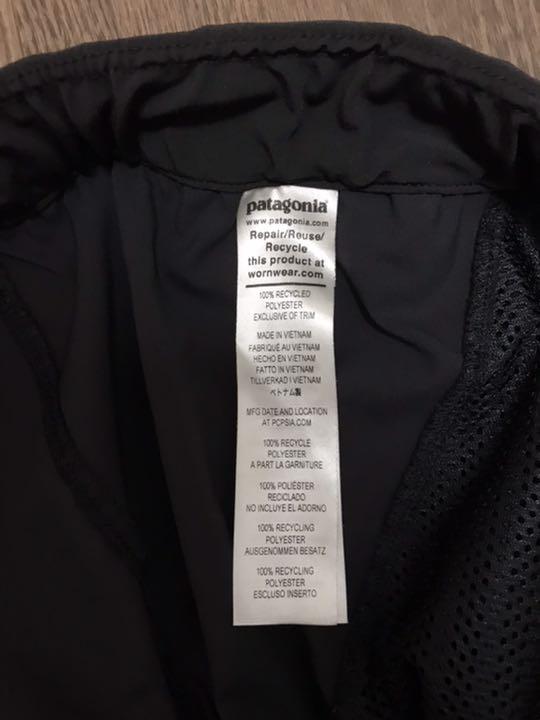 patagonia®
www.patagonia.com
Repair/Reuse/
Recycle
this product at
wornwear.com
100% RECYCLED
POLYESTER
EXCLUSIVE OF TRIM
MADE IN VIETNAM
FABRIQUÉ AU VIETNAM
HECHO EN VIETNAM
FATTO IN VIETNAM
TILLVERKAD I VIETNAM
ベトナム製
MFG DATE AND LOCATION
AT PCPSIA.COM
100% RECYCLÉ
POLYESTER
A PART LA GARNITURE
100% POLIÉSTER
RECICLADO
NO INCLUYE EL ADORNO
100% RECYCLING
POLYESTER
AUSGENOMMEN BESATZ
100% RECYCLING
POLYESTER
ESCLUSO INSERTO